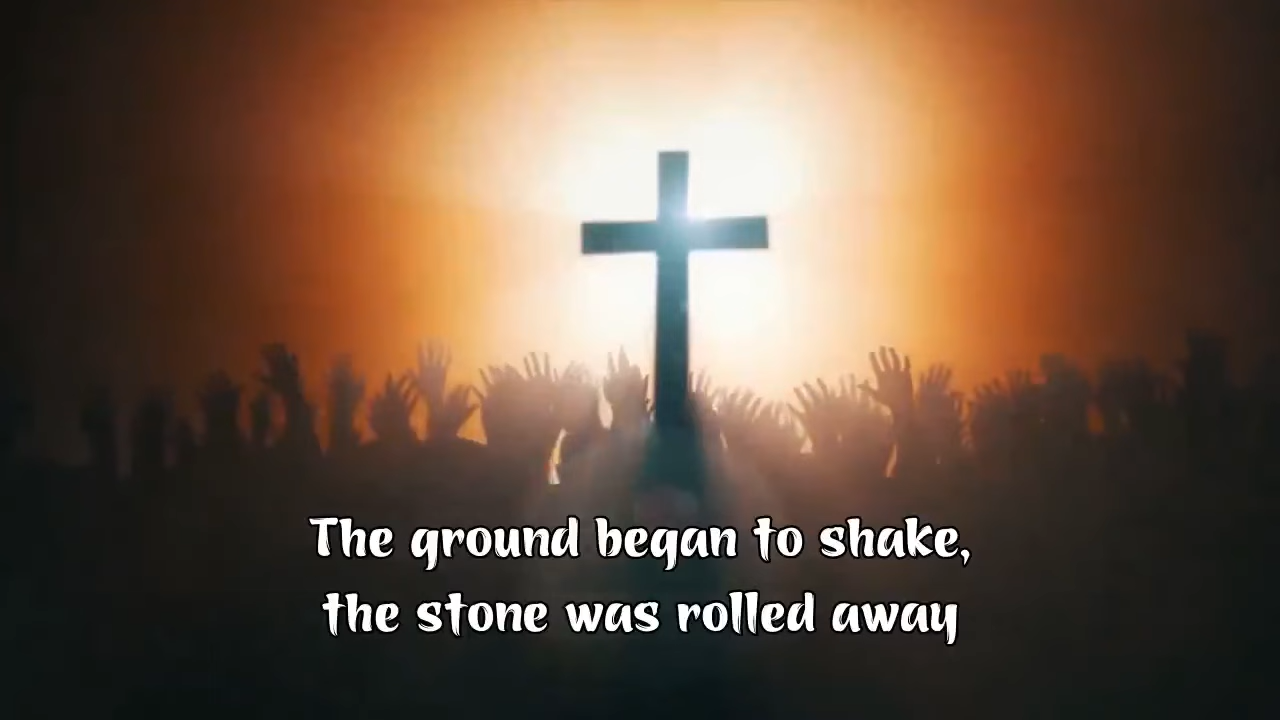 The ground began to shake,
the stone was rolled away